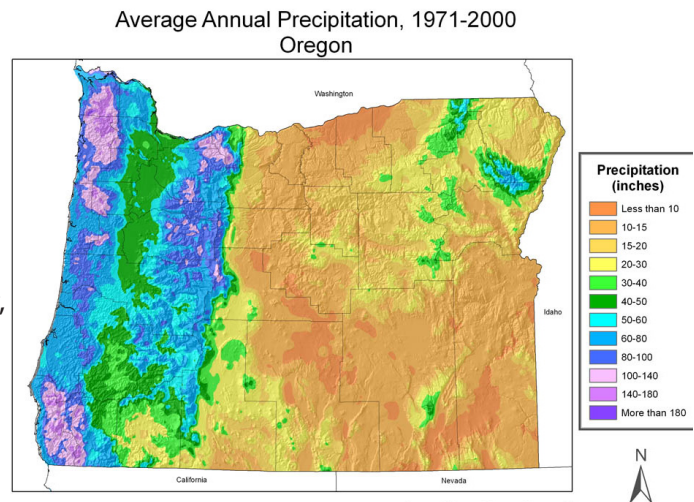 Average Annual Precipitation, 1971-2000
Oregon
Washington
Precipitation
(inches)
Less than 10
10-15
15-20
20-30
30-40
40-50
50-60
60-80
80-100
100-140
140-180
More than 180
Idaho
California
Nevada
N